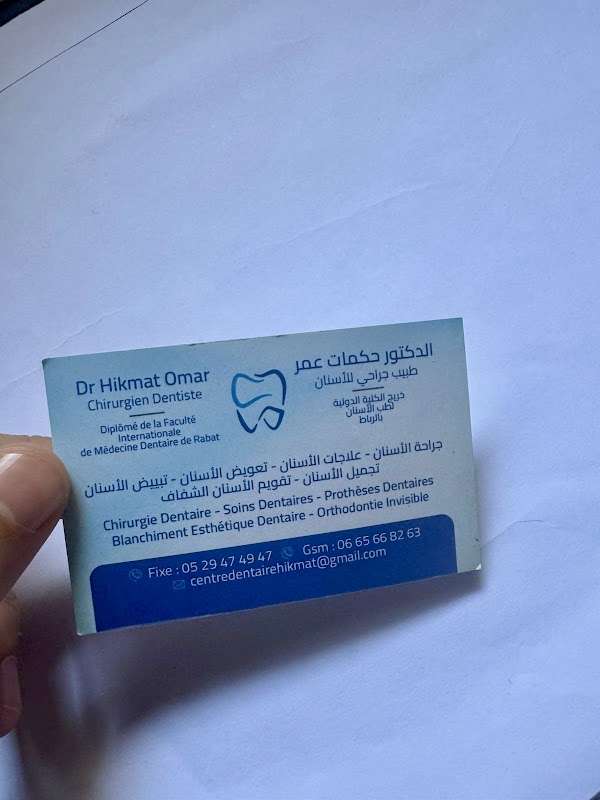 Dr Hikmat Omar
Chirurgien Dentiste
Diplômé de la Faculté
Internationale
de Médecine Dentaire de Rabat
الدكتور حكمات عمر
طبيب جراحي للأسنان
خريج الكلية الدولية
لطب الأسنان
بالرباط
جراحة الأسنان - علاجات الأسنان - تعويض الأسنان - تبييض الأسنان
تجميل الأسنان - تقويم الأسنان الشفاف
Chirurgie Dentaire - Soins Dentaires - Prothèses Dentaires
Blanchiment Esthétique Dentaire - Orthodontie Invisible
Fixe : 05 29 47 49 47 Gsm : 06 65 66 82 63
centredentairehikmat@gmail.com